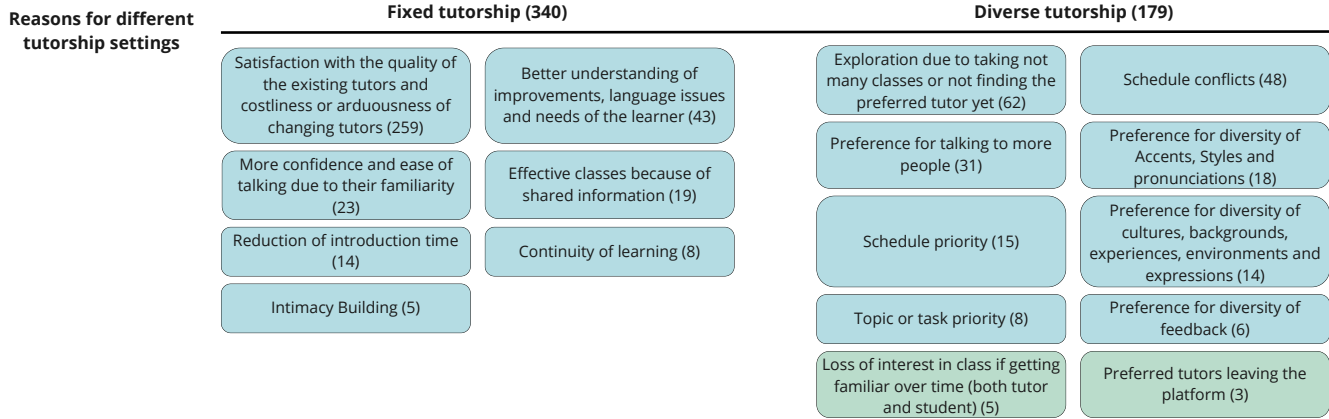 Reasons for different
tutorship settings
Fixed tutorship (340)
Diverse tutorship (179)
Satisfaction with the quality of
the existing tutors and
costliness or arduousness of
changing tutors (259)
Better understanding of
improvements, language issues
and needs of the learner (43)
More confidence and ease of
talking due to their familiarity
(23)
Effective classes because of
shared information (19)
Reduction of introduction time
(14)
Continuity of learning (8)
Intimacy Building (5)
Exploration due to taking not
many classes or not finding the
preferred tutor yet (62)
Schedule conflicts (48)
Preference for talking to more
people (31)
Preference for diversity of
Accents, Styles and
pronunciations (18)
Schedule priority (15)
Preference for diversity of
cultures, backgrounds,
experiences, environments and
expressions (14)
Topic or task priority (8)
Preference for diversity of
feedback (6)
Loss of interest in class if getting
familiar over time (both tutor
and student) (5)
Preferred tutors leaving the
platform (3)